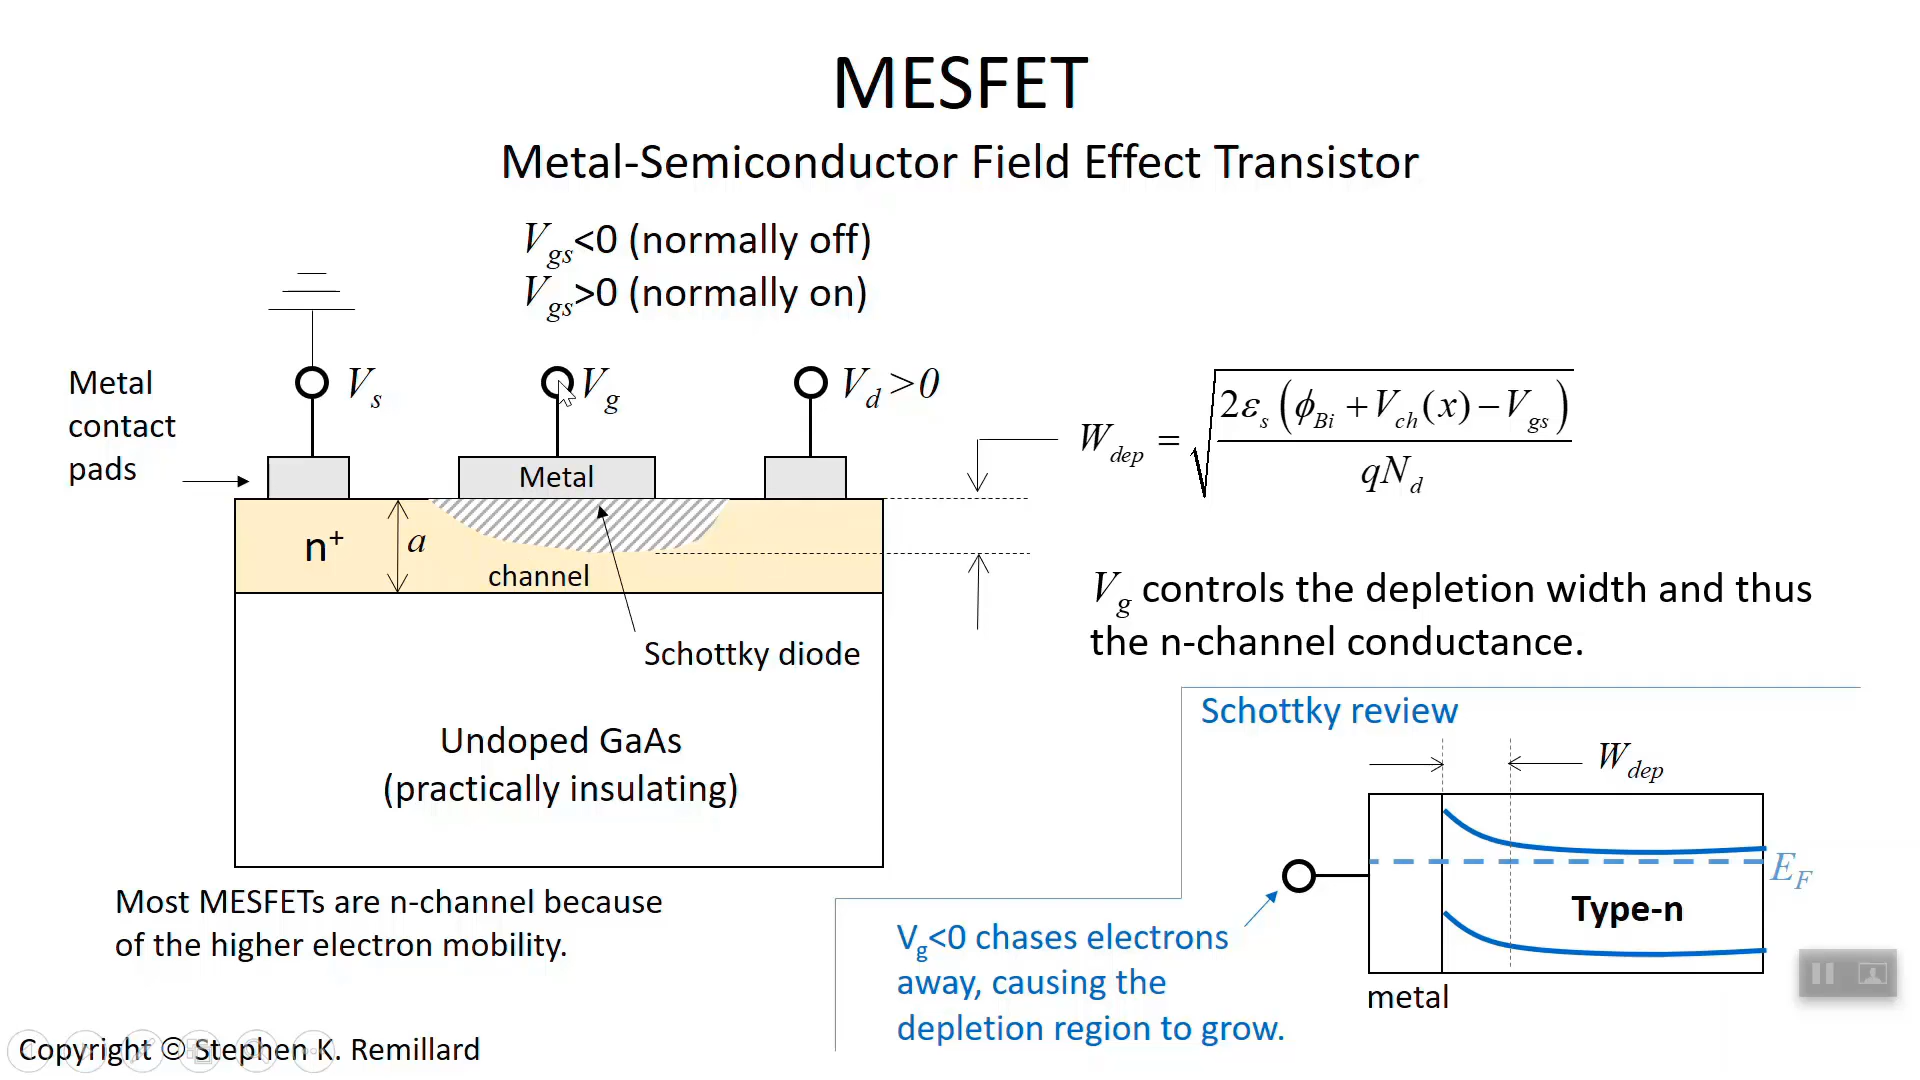 MESFET
Metal-Semiconductor Field Effect Transistor
Vgs<0 (normally off)
Vgs>0 (normally on)
Metal
contact
pads
Vs
Vg
Vd >0
Metal
n+
a
channel
Schottky diode
Undoped GaAs
(practically insulating)
Most MESFETs are n-channel because
of the higher electron mobility.
Wdep = √(2εs(ϕBi + Vch(x) − Vgs) / qNd)
Vg controls the depletion width and thus
the n-channel conductance.
Schottky review
Wdep
EF
Type-n
metal
Vg<0 chases electrons
away, causing the
depletion region to grow.
Copyright © Stephen K. Remillard